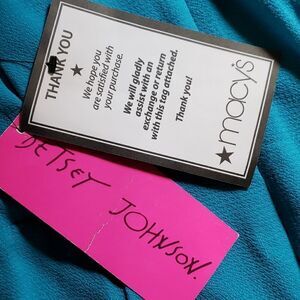 THANK YOU
We hope you
are satisfied with
your purchase.
We will gladly
assist with an
exchange or return
with this tag attached.
Thank you!
★macy's
BETSEY JOHNSON.